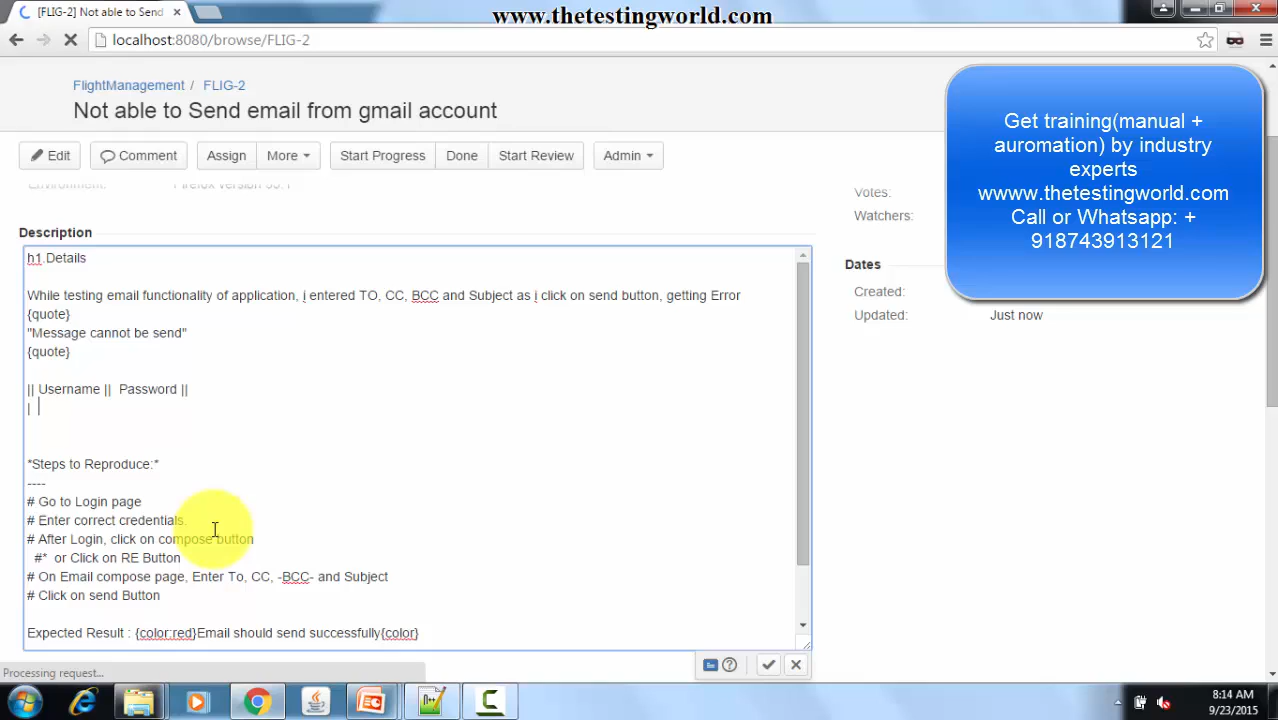 [FLIG-2] Not able to Send
www.thetestingworld.com
localhost:8080/browse/FLIG-2
FlightManagement / FLIG-2
Not able to Send email from gmail account
Edit Comment Assign More Start Progress Done Start Review Admin
Get training(manual +
auromation) by industry
experts
wwww.thetestingworld.com
Call or Whatsapp: +
918743913121
Votes:
Watchers:
Description
Dates
Created:
Updated: Just now
h1.Details
While testing email functionality of application, i entered TO, CC, BCC and Subject as i click on send button, getting Error
{quote}
"Message cannot be send"
{quote}
|| Username || Password ||
|
*Steps to Reproduce:*
----
# Go to Login page
# Enter correct credentials.
# After Login, click on compose button
#* or Click on RE Button
# On Email compose page, Enter To, CC, -BCC- and Subject
# Click on send Button
Expected Result : {color:red}Email should send successfully{color}
Processing request...
8:14 AM
9/23/2015